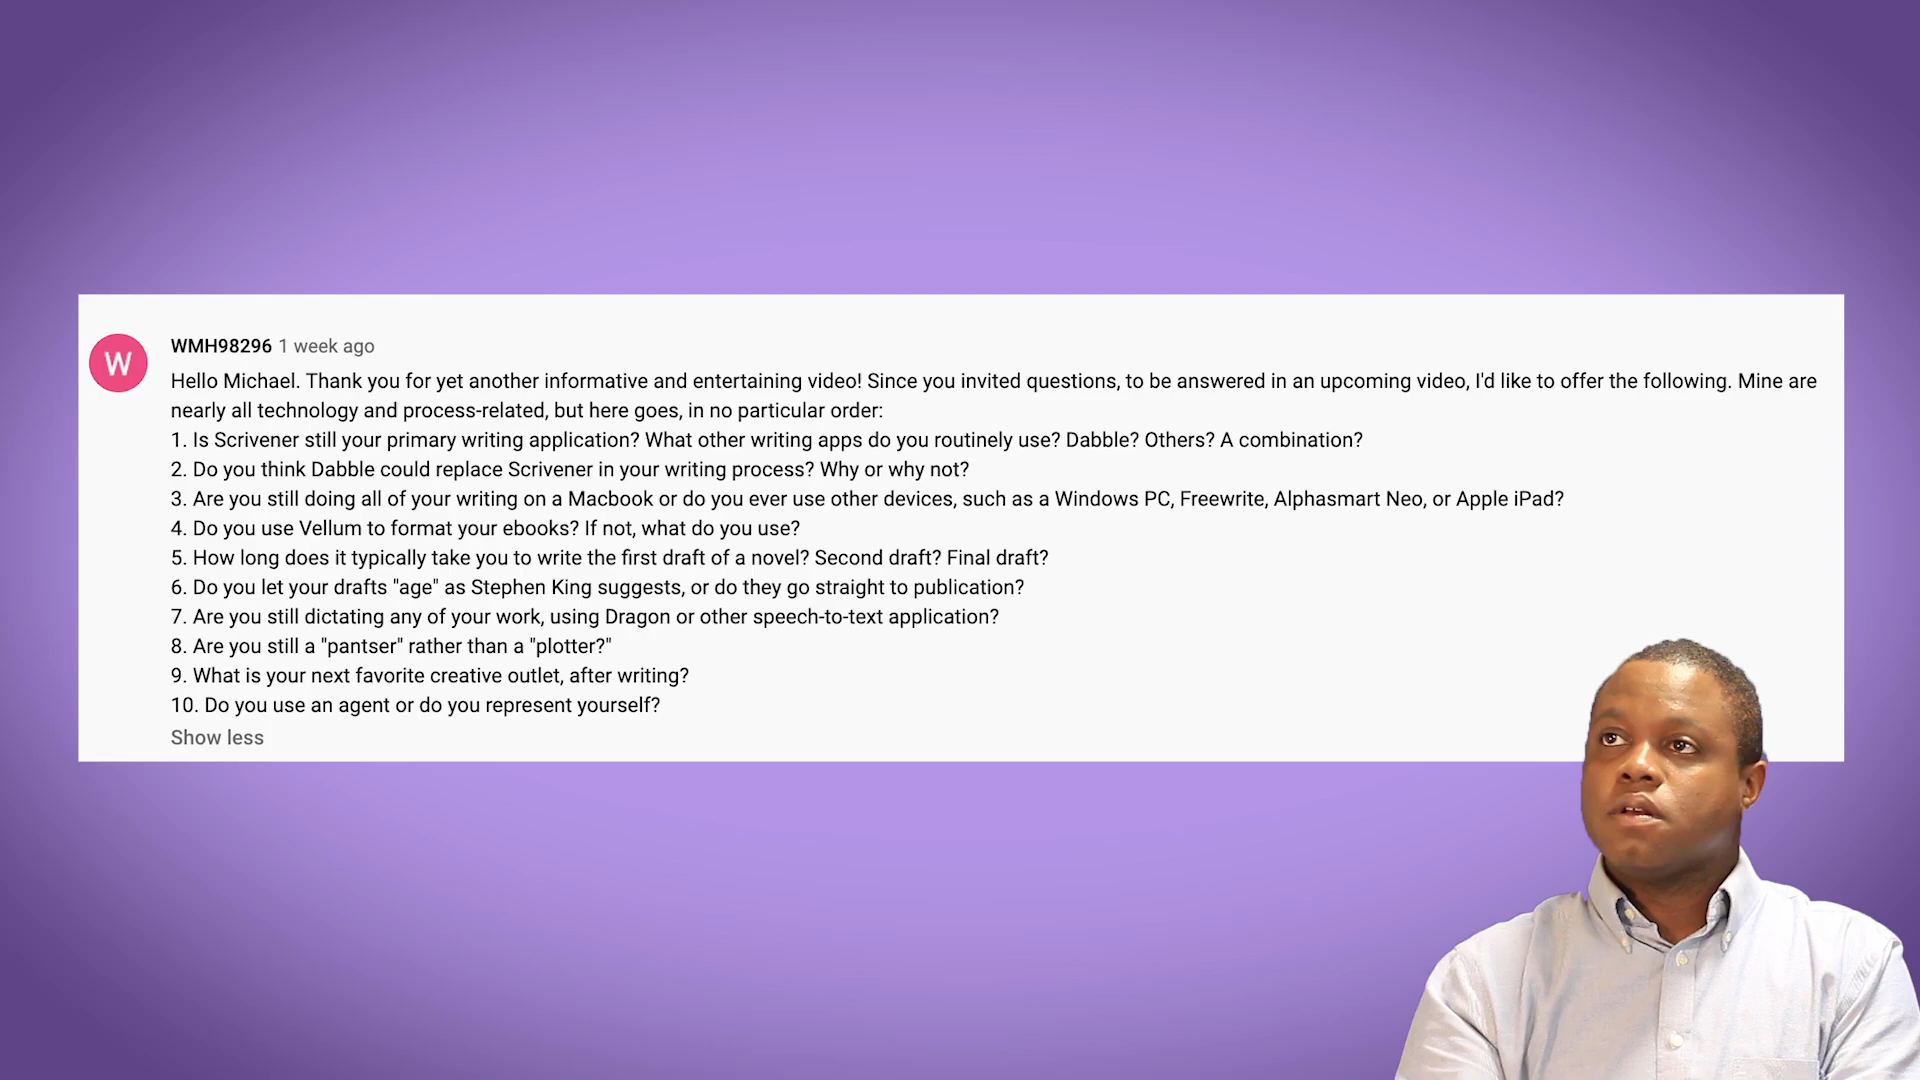 W
WMH98296 1 week ago
Hello Michael. Thank you for yet another informative and entertaining video! Since you invited questions, to be answered in an upcoming video, I'd like to offer the following. Mine are
nearly all technology and process-related, but here goes, in no particular order:
1. Is Scrivener still your primary writing application? What other writing apps do you routinely use? Dabble? Others? A combination?
2. Do you think Dabble could replace Scrivener in your writing process? Why or why not?
3. Are you still doing all of your writing on a Macbook or do you ever use other devices, such as a Windows PC, Freewrite, Alphasmart Neo, or Apple iPad?
4. Do you use Vellum to format your ebooks? If not, what do you use?
5. How long does it typically take you to write the first draft of a novel? Second draft? Final draft?
6. Do you let your drafts "age" as Stephen King suggests, or do they go straight to publication?
7. Are you still dictating any of your work, using Dragon or other speech-to-text application?
8. Are you still a "pantser" rather than a "plotter?"
9. What is your next favorite creative outlet, after writing?
10. Do you use an agent or do you represent yourself?
Show less